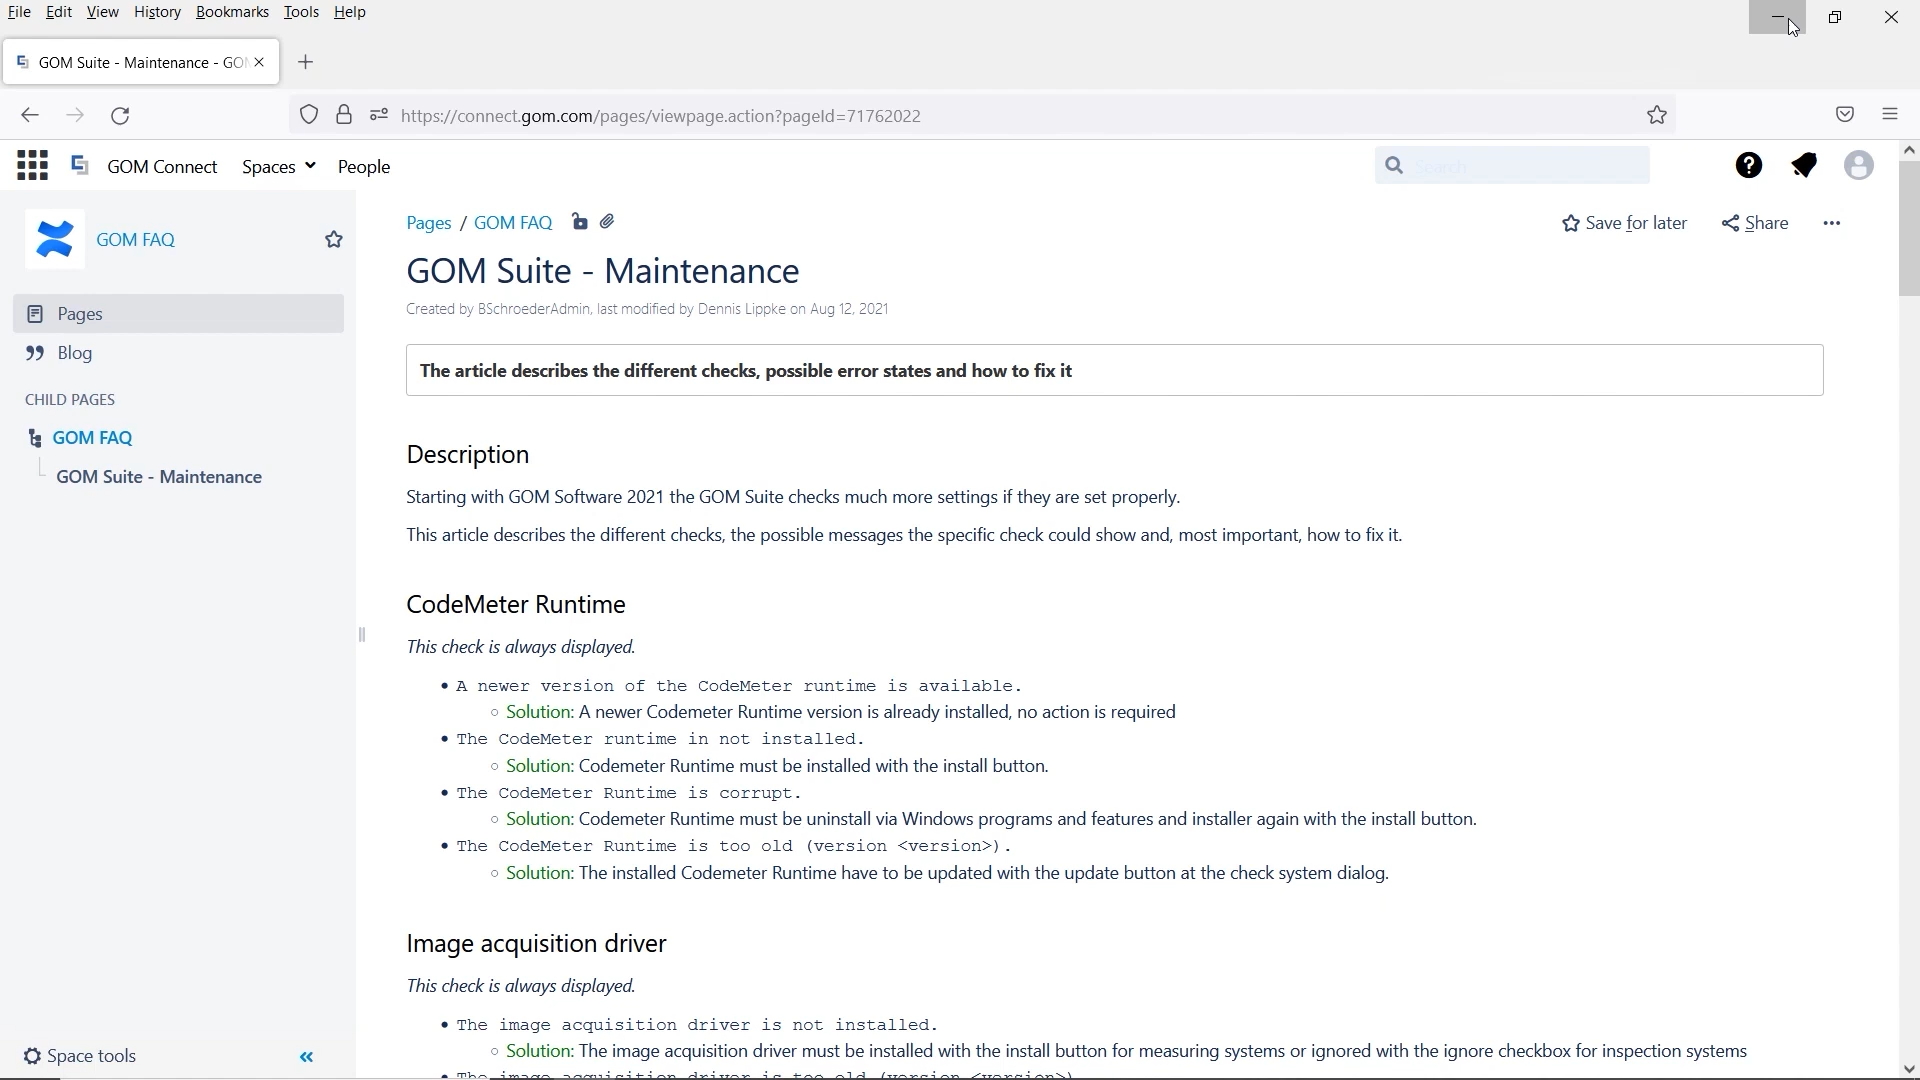 File Edit View History Bookmarks Tools Help
GOM Suite - Maintenance - GOM
https://connect.gom.com/pages/viewpage.action?pageId=71762022
GOM Connect Spaces People Search
GOM FAQ
Pages
Blog
CHILD PAGES
GOM FAQ
GOM Suite - Maintenance
Space tools
Pages / GOM FAQ
Save for later Share
GOM Suite - Maintenance
Created by BSchroederAdmin, last modified by Dennis Lippke on Aug 12, 2021
The article describes the different checks, possible error states and how to fix it
Description
Starting with GOM Software 2021 the GOM Suite checks much more settings if they are set properly.
This article describes the different checks, the possible messages the specific check could show and, most important, how to fix it.
CodeMeter Runtime
This check is always displayed.
• A newer version of the CodeMeter runtime is available.
○ Solution: A newer Codemeter Runtime version is already installed, no action is required
• The CodeMeter runtime in not installed.
○ Solution: Codemeter Runtime must be installed with the install button.
• The CodeMeter Runtime is corrupt.
○ Solution: Codemeter Runtime must be uninstall via Windows programs and features and installer again with the install button.
• The CodeMeter Runtime is too old (version <version>).
○ Solution: The installed Codemeter Runtime have to be updated with the update button at the check system dialog.
Image acquisition driver
This check is always displayed.
• The image acquisition driver is not installed.
○ Solution: The image acquisition driver must be installed with the install button for measuring systems or ignored with the ignore checkbox for inspection systems
• The image acquisition driver is too old (version <version>)